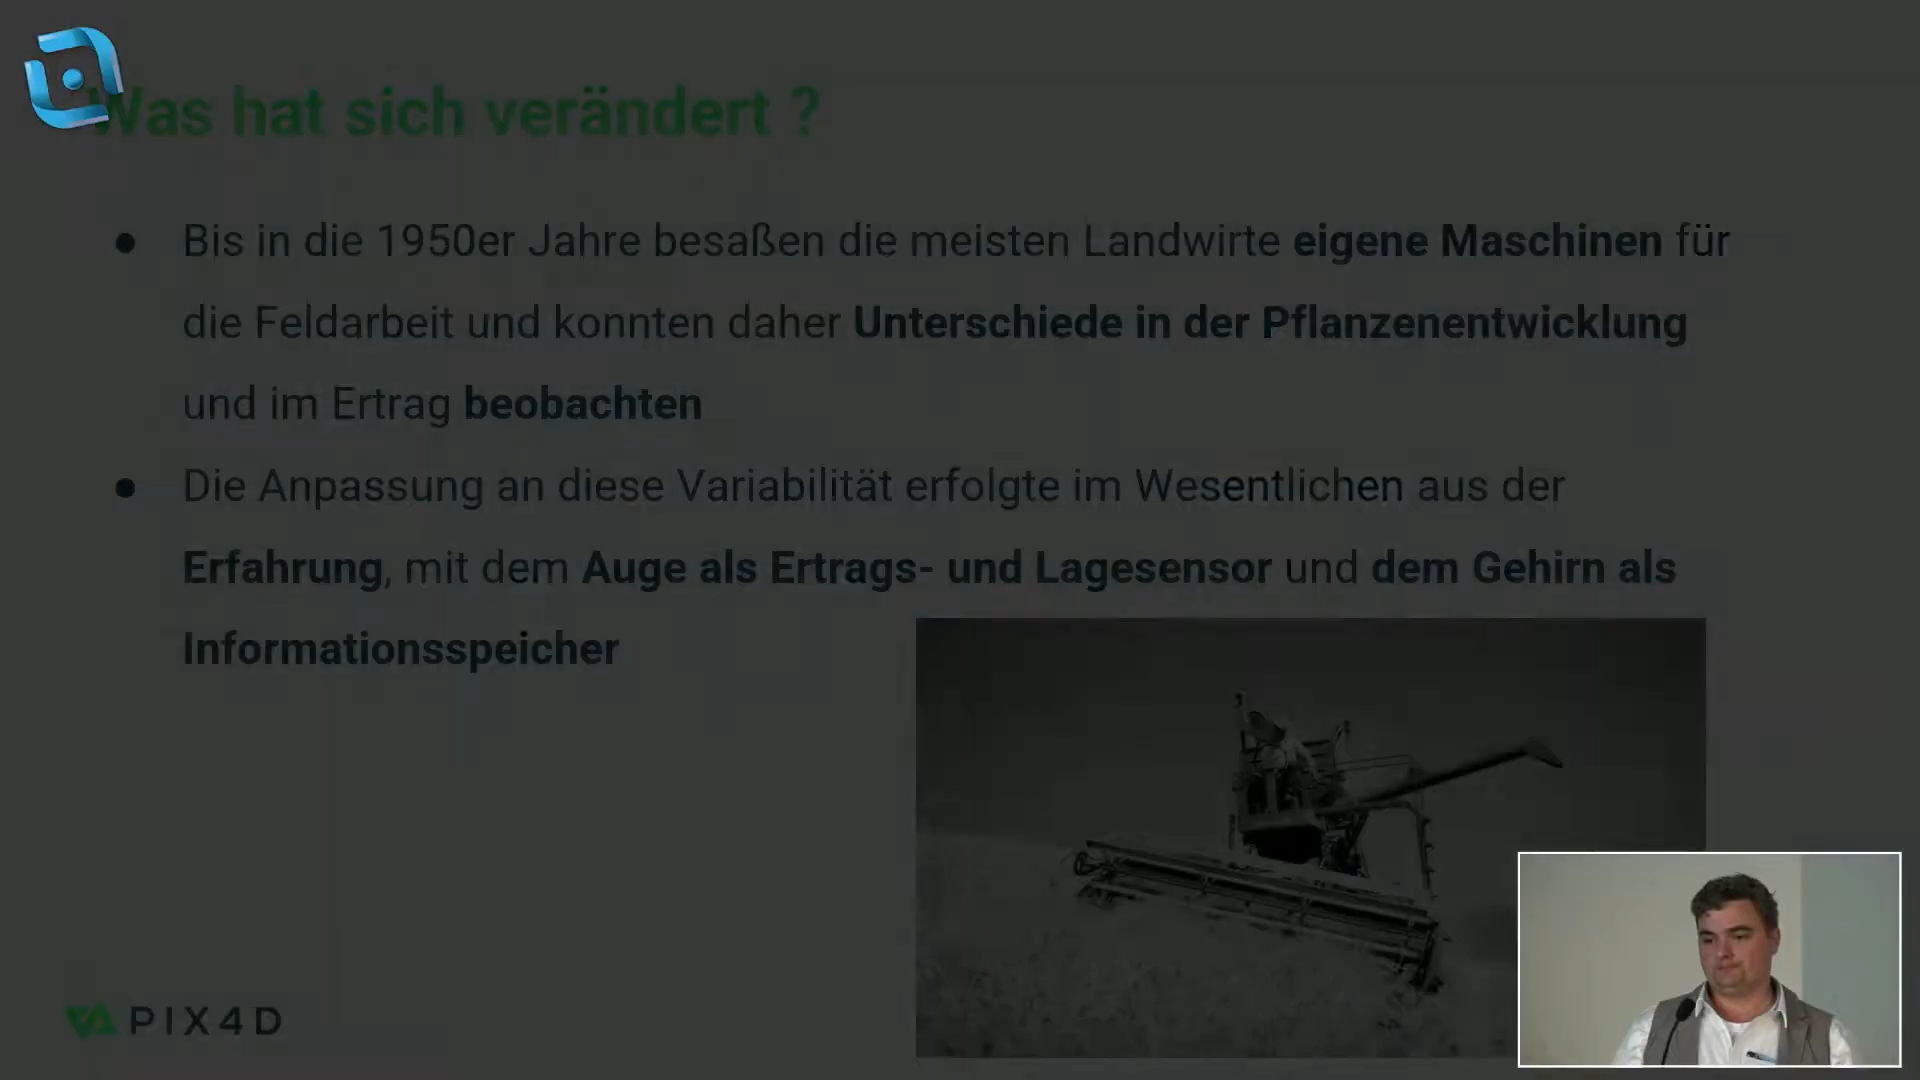 Was hat sich verändert ?
● Bis in die 1950er Jahre besaßen die meisten Landwirte eigene Maschinen für
die Feldarbeit und konnten daher Unterschiede in der Pflanzenentwicklung
und im Ertrag beobachten
● Die Anpassung an diese Variabilität erfolgte im Wesentlichen aus der
Erfahrung, mit dem Auge als Ertrags- und Lagesensor und dem Gehirn als
Informationsspeicher
PIX4D